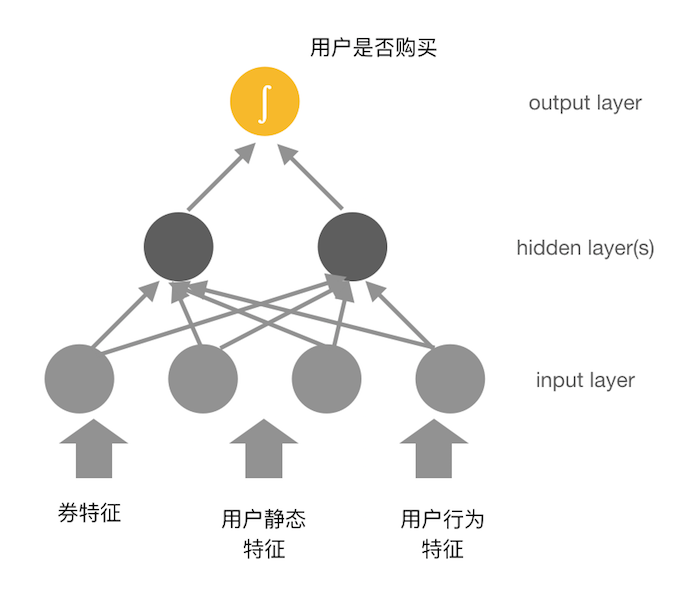 用户是否购买
∫
output layer
hidden layer(s)
input layer
券特征
用户静态
特征
用户行为
特征